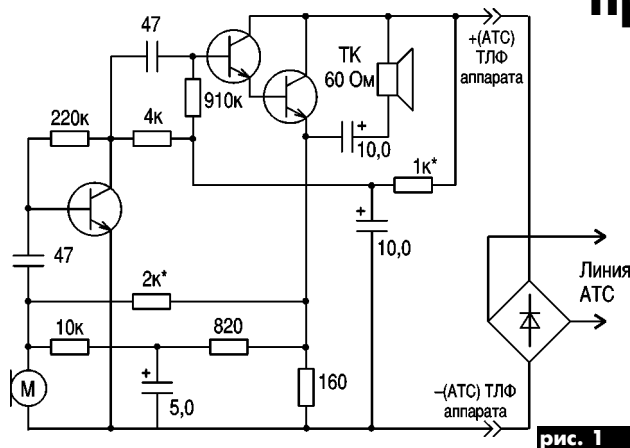 пр
47
+(АТС)
ТЛФ
аппарата
ТК
60 Ом
910к
220к
4к
+
10,0
1к*
+
10,0
47
2к*
Линия
АТС
10к
820
М
+
5,0
160
–(АТС) ТЛФ
аппарата
рис. 1